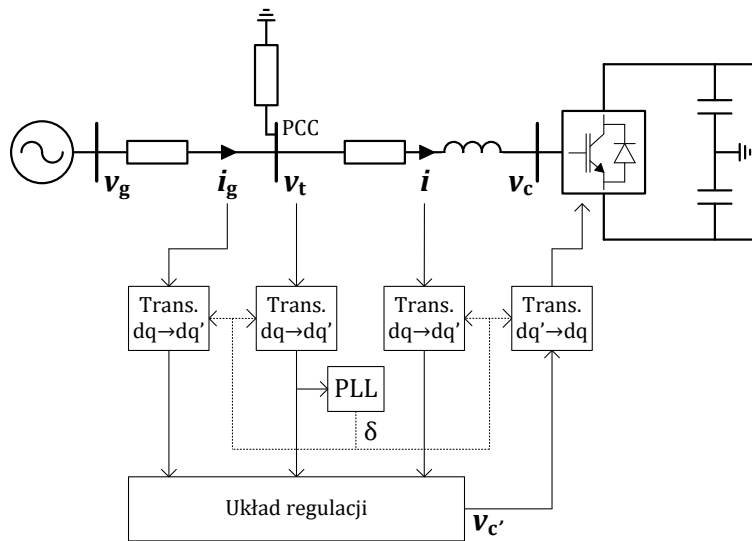 PCC
v_g
i_g
v_t
i
v_c
Trans.
dq→dq’
Trans.
dq→dq’
Trans.
dq→dq’
Trans.
dq’→dq
PLL
δ
Układ regulacji
v_c’